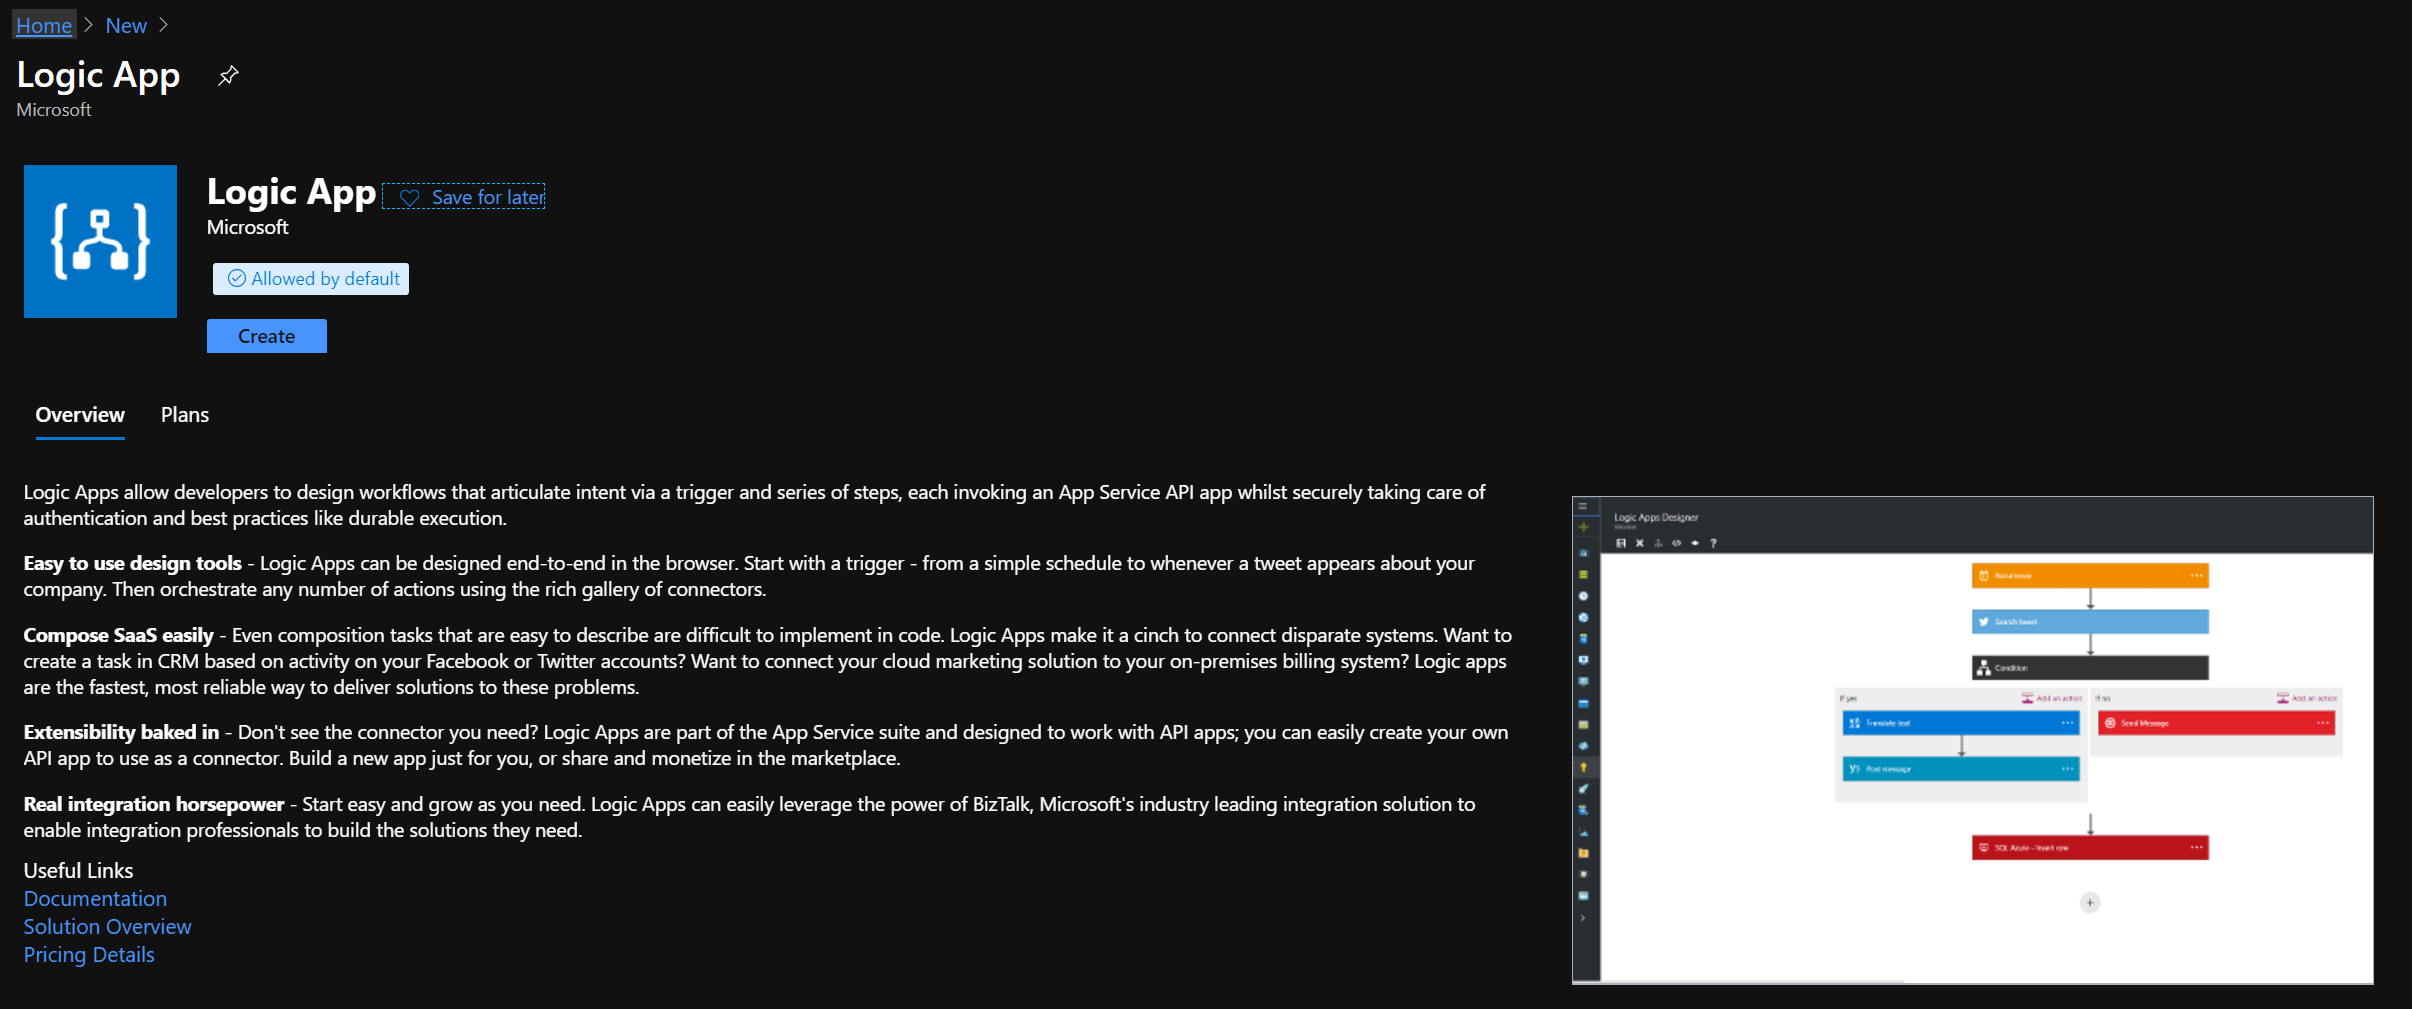 Home > New >
Logic App
Microsoft
Logic App Save for later
Microsoft
Allowed by default
Create
Overview Plans
Logic Apps allow developers to design workflows that articulate intent via a trigger and series of steps, each invoking an App Service API app whilst securely taking care of
authentication and best practices like durable execution.
Easy to use design tools - Logic Apps can be designed end-to-end in the browser. Start with a trigger - from a simple schedule to whenever a tweet appears about your
company. Then orchestrate any number of actions using the rich gallery of connectors.
Compose SaaS easily - Even composition tasks that are easy to describe are difficult to implement in code. Logic Apps make it a cinch to connect disparate systems. Want to
create a task in CRM based on activity on your Facebook or Twitter accounts? Want to connect your cloud marketing solution to your on-premises billing system? Logic apps
are the fastest, most reliable way to deliver solutions to these problems.
Extensibility baked in - Don't see the connector you need? Logic Apps are part of the App Service suite and designed to work with API apps; you can easily create your own
API app to use as a connector. Build a new app just for you, or share and monetize in the marketplace.
Real integration horsepower - Start easy and grow as you need. Logic Apps can easily leverage the power of BizTalk, Microsoft's industry leading integration solution to
enable integration professionals to build the solutions they need.
Useful Links
Documentation
Solution Overview
Pricing Details
Logic Apps Designer
Recurrence
Search tweet
Condition
If yes Add an action
If no Add an action
Translate text
Send Message
Post message
SQL Azure - Insert row